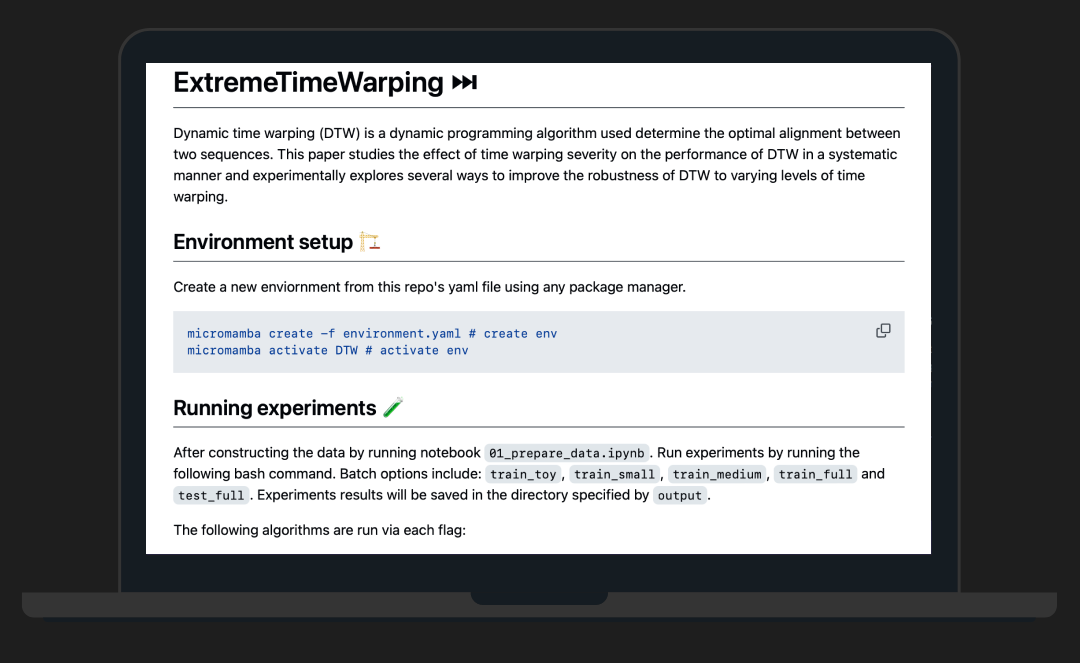 ExtremeTimeWarping ⏭
Dynamic time warping (DTW) is a dynamic programming algorithm used determine the optimal alignment between
two sequences. This paper studies the effect of time warping severity on the performance of DTW in a systematic
manner and experimentally explores several ways to improve the robustness of DTW to varying levels of time
warping.
Environment setup 🏗️
Create a new enviornment from this repo's yaml file using any package manager.
micromamba create -f environment.yaml # create env
micromamba activate DTW # activate env
Running experiments 🧪
After constructing the data by running notebook 01_prepare_data.ipynb. Run experiments by running the
following bash command. Batch options include: train_toy, train_small, train_medium, train_full and
test_full. Experiments results will be saved in the directory specified by output.
The following algorithms are run via each flag: